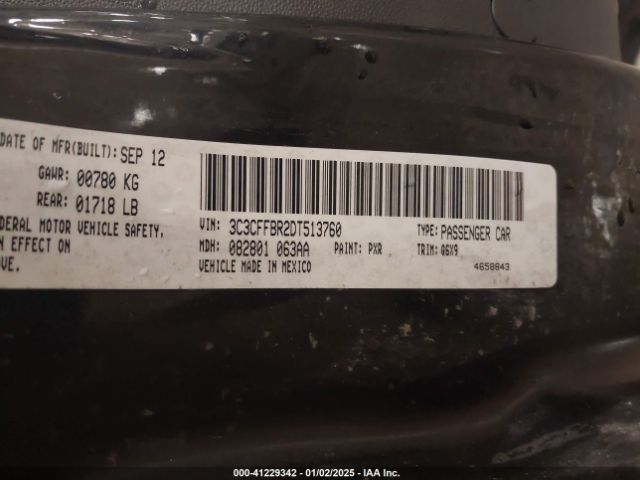 DATE OF MFR(BUILT): SEP 12
GAWR: 00780 KG
REAR: 01718 LB
DERAL MOTOR VEHICLE SAFETY,
IN EFFECT ON
VE.
VIN: 3C3CFFBR2DT513760
TYPE: PASSENGER CAR
MDH: 082801 063AA
PAINT: PXR
TRIM: Q6X9
VEHICLE MADE IN MEXICO
4658843
000-41229342 - 01/02/2025 - IAA Inc.